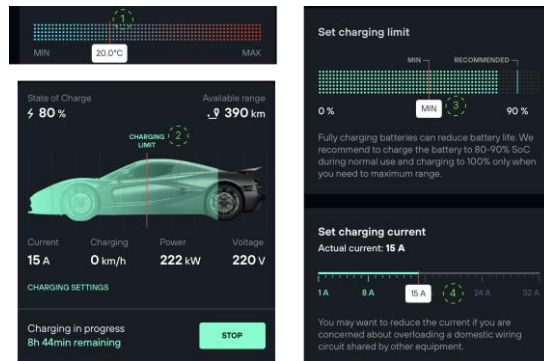 1
MIN
20.0°C
MAX
State of Charge
80 %
Available range
390 km
CHARGING
LIMIT
2
Current
15 A
Charging
0 km/h
Power
222 kW
Voltage
220 V
CHARGING SETTINGS
Charging in progress
8h 44min remaining
STOP
Set charging limit
MIN
RECOMMENDED
0 %
MIN
3
90 %
Fully charging batteries can reduce battery life. We
recommend to charge the battery to 80-90% SoC
during normal use and charging to 100% only when
you need to maximum range.
Set charging current
Actual current: 15 A
1 A
8 A
15 A
4
24 A
32 A
You may want to reduce the current if you are
concerned about overloading a domestic wiring
circuit shared by other equipment.